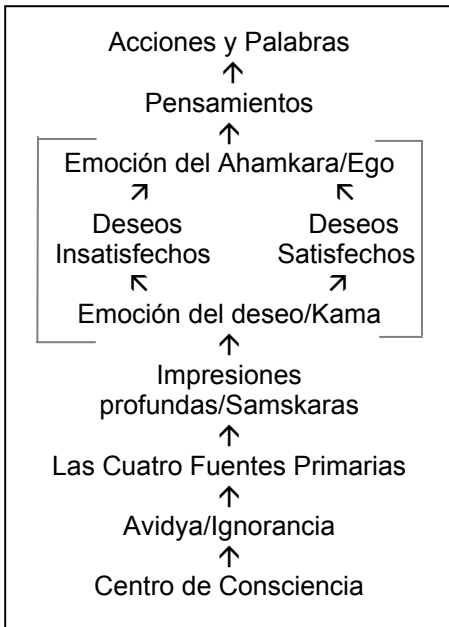 Acciones y Palabras
↑
Pensamientos
↑
Emoción del Ahamkara/Ego
↗ ↖
Deseos Deseos
Insatisfechos Satisfechos
↖ ↗
Emoción del deseo/Kama
↑
Impresiones
profundas/Samskaras
↑
Las Cuatro Fuentes Primarias
↑
Avidya/Ignorancia
↑
Centro de Consciencia